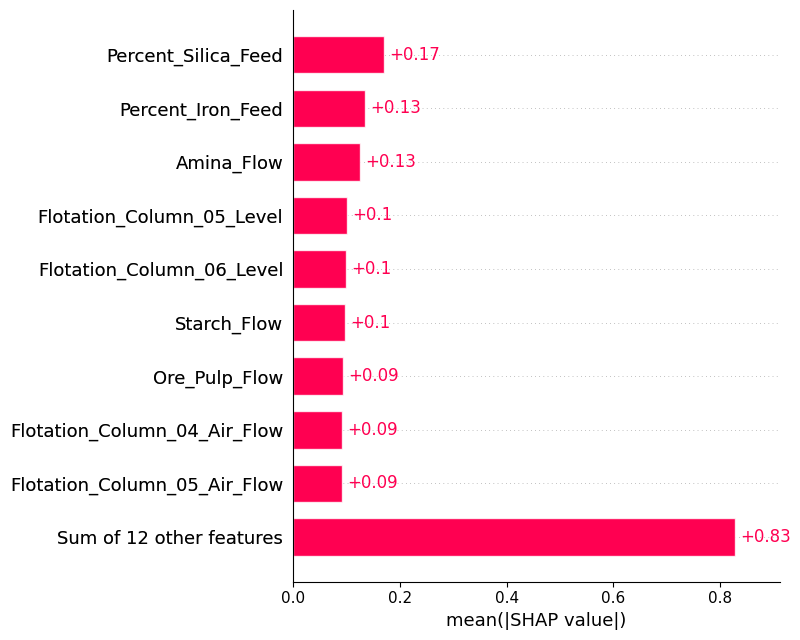 Percent_Silica_Feed +0.17
Percent_Iron_Feed +0.13
Amina_Flow +0.13
Flotation_Column_05_Level +0.1
Flotation_Column_06_Level +0.1
Starch_Flow +0.1
Ore_Pulp_Flow +0.09
Flotation_Column_04_Air_Flow +0.09
Flotation_Column_05_Air_Flow +0.09
Sum of 12 other features +0.83
0.0 0.2 0.4 0.6 0.8
mean(|SHAP value|)